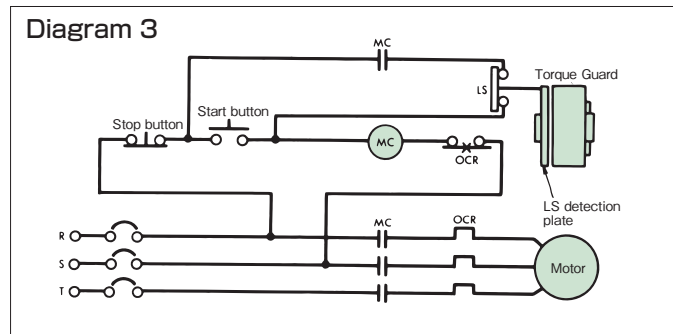 Diagram 3
MC
LS
Torque Guard
Stop button
Start button
MC
OCR
LS detection
plate
MC
OCR
R
S
T
Motor